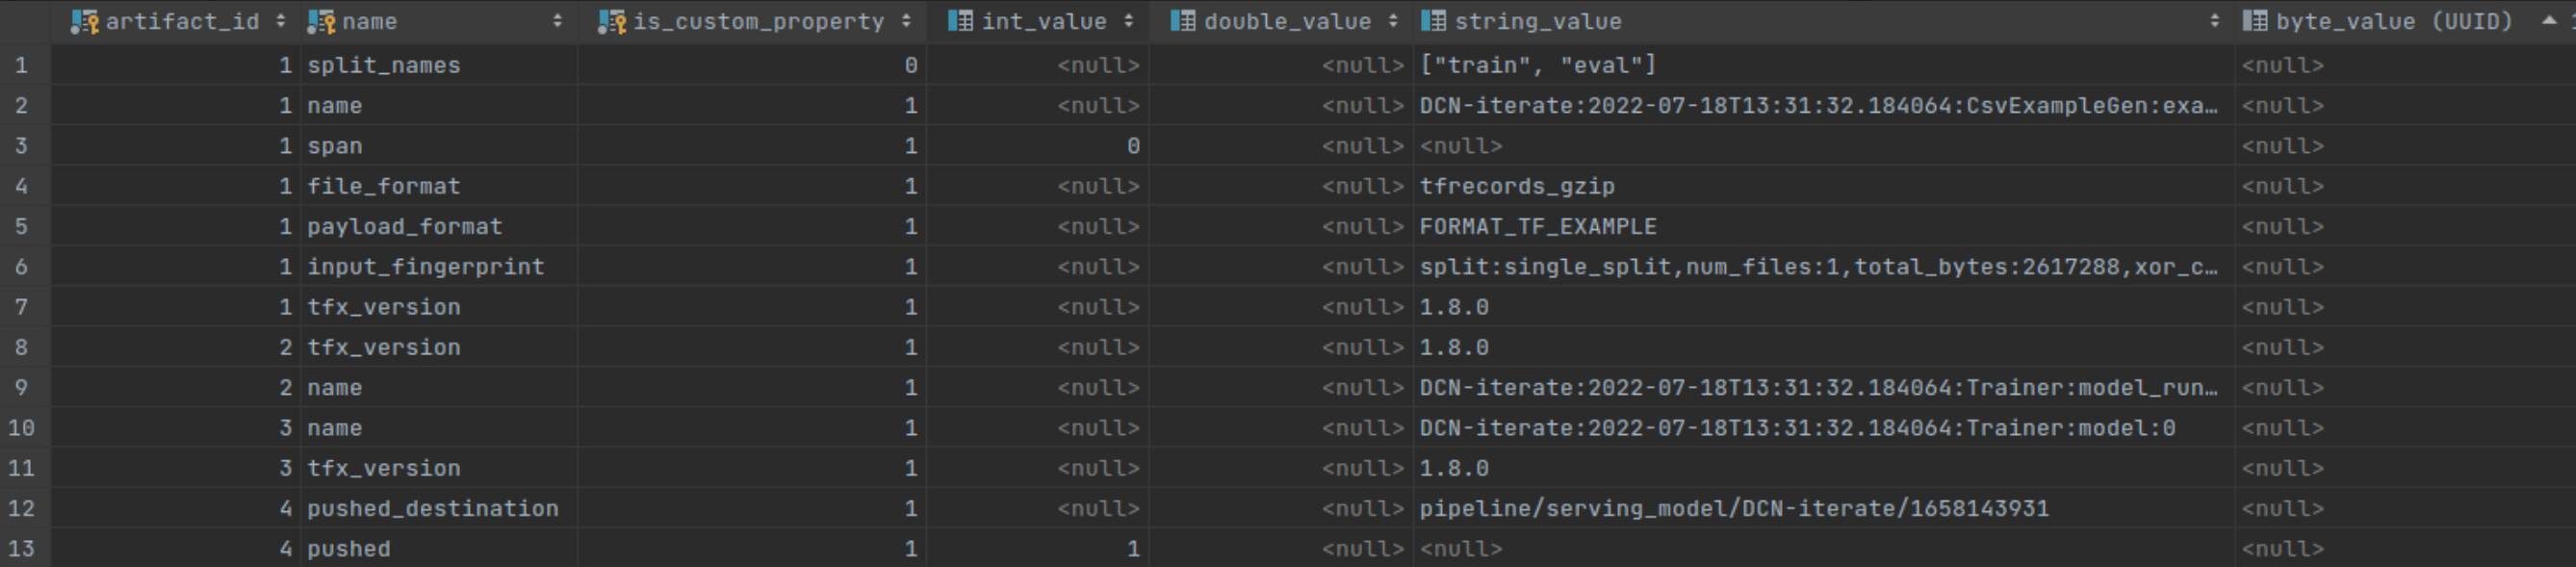 artifact_id name is_custom_property int_value double_value string_value byte_value (UUID)
1 1 split_names 0 <null> <null> ["train", "eval"] <null>
2 1 name 1 <null> <null> DCN-iterate:2022-07-18T13:31:32.184064:CsvExampleGen:exa… <null>
3 1 span 1 0 <null> <null> <null>
4 1 file_format 1 <null> <null> tfrecords_gzip <null>
5 1 payload_format 1 <null> <null> FORMAT_TF_EXAMPLE <null>
6 1 input_fingerprint 1 <null> <null> split:single_split,num_files:1,total_bytes:2617288,xor_c… <null>
7 1 tfx_version 1 <null> <null> 1.8.0 <null>
8 2 tfx_version 1 <null> <null> 1.8.0 <null>
9 2 name 1 <null> <null> DCN-iterate:2022-07-18T13:31:32.184064:Trainer:model_run… <null>
10 3 name 1 <null> <null> DCN-iterate:2022-07-18T13:31:32.184064:Trainer:model:0 <null>
11 3 tfx_version 1 <null> <null> 1.8.0 <null>
12 4 pushed_destination 1 <null> <null> pipeline/serving_model/DCN-iterate/1658143931 <null>
13 4 pushed 1 1 <null> <null> <null>